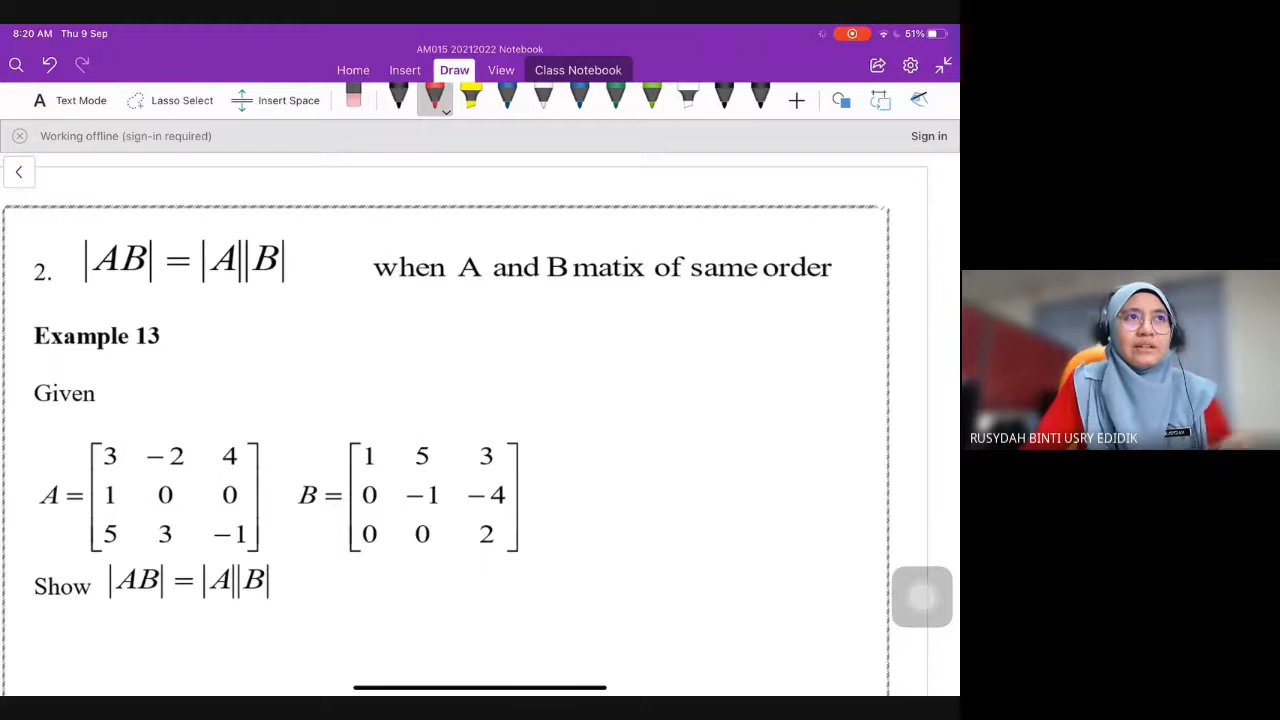 8:20 AM Thu 9 Sep
51%
AM015 20212022 Notebook
Home Insert Draw View Class Notebook
A Text Mode Lasso Select Insert Space
Working offline (sign-in required) Sign in
2. |AB| = |A||B| when A and B matix of same order
Example 13
Given
A = [3 −2 4; 1 0 0; 5 3 −1] B = [1 5 3; 0 −1 −4; 0 0 2]
Show |AB| = |A||B|
RUSYDAH BINTI USRY EDIDIK